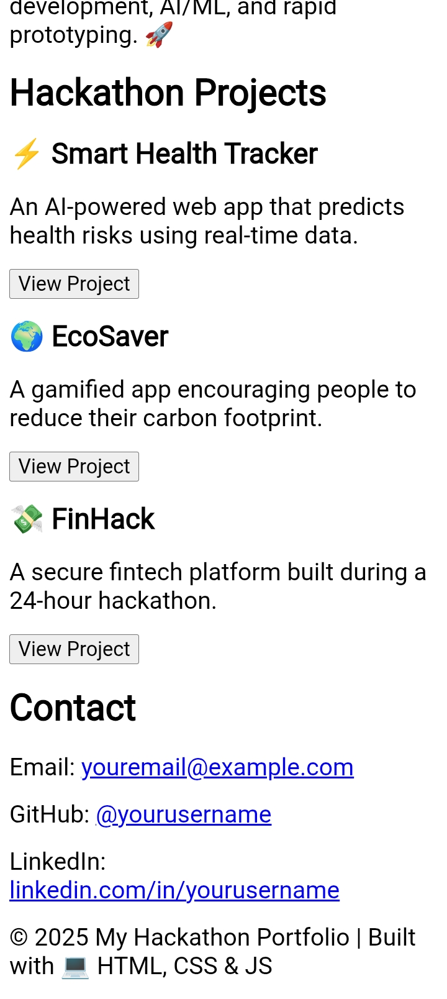 development, AI/ML, and rapid
prototyping. 🚀
Hackathon Projects
⚡ Smart Health Tracker
An AI-powered web app that predicts
health risks using real-time data.
View Project
🌍 EcoSaver
A gamified app encouraging people to
reduce their carbon footprint.
View Project
💸 FinHack
A secure fintech platform built during a
24-hour hackathon.
View Project
Contact
Email: youremail@example.com
GitHub: @yourusername
LinkedIn:
linkedin.com/in/yourusername
© 2025 My Hackathon Portfolio | Built
with 💻 HTML, CSS & JS